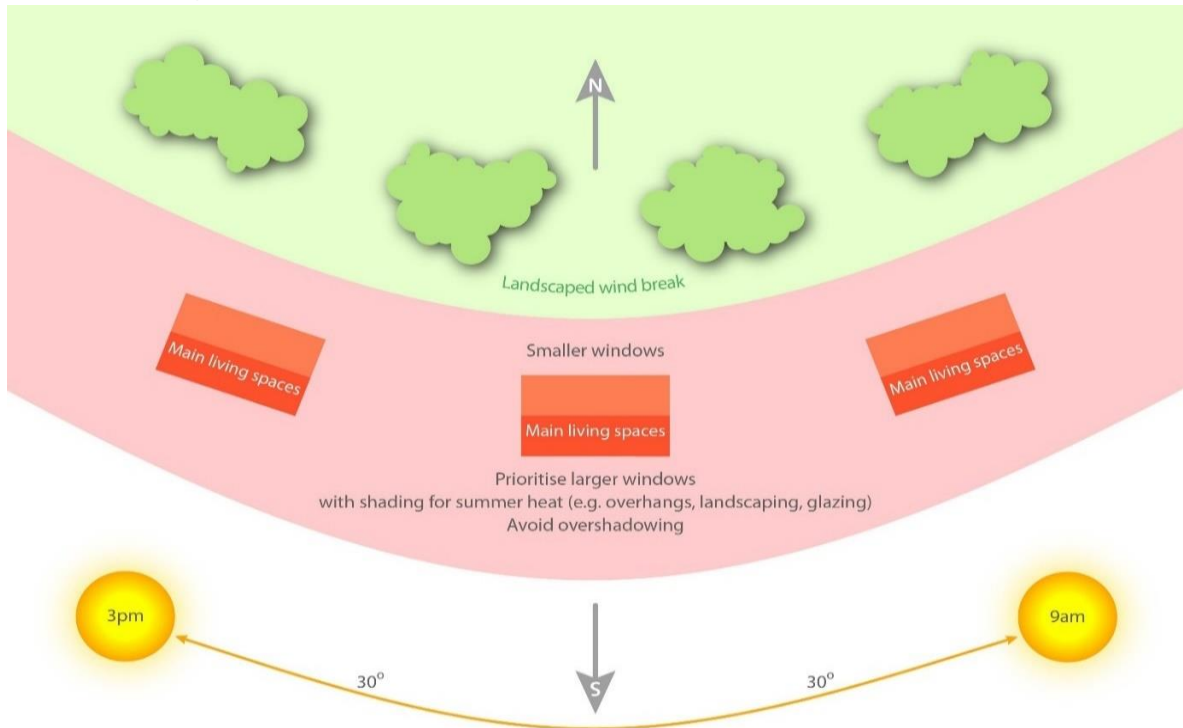 N
Landscaped wind break
Smaller windows
Main living spaces
Main living spaces
Main living spaces
Prioritise larger windows
with shading for summer heat (e.g. overhangs, landscaping, glazing)
Avoid overshadowing
3pm
9am
30°
30°
S